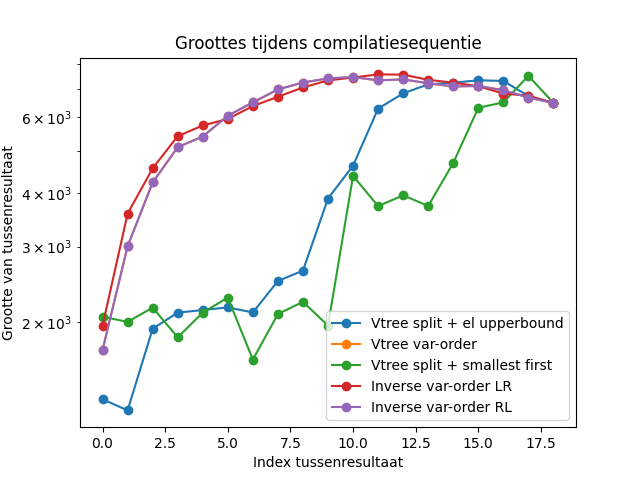 Groottes tijdens compilatiesequentie
Grootte van tussenresultaat
6 × 10³
4 × 10³
3 × 10³
2 × 10³
Vtree split + el upperbound
Vtree var-order
Vtree split + smallest first
Inverse var-order LR
Inverse var-order RL
0.0 2.5 5.0 7.5 10.0 12.5 15.0 17.5
Index tussenresultaat